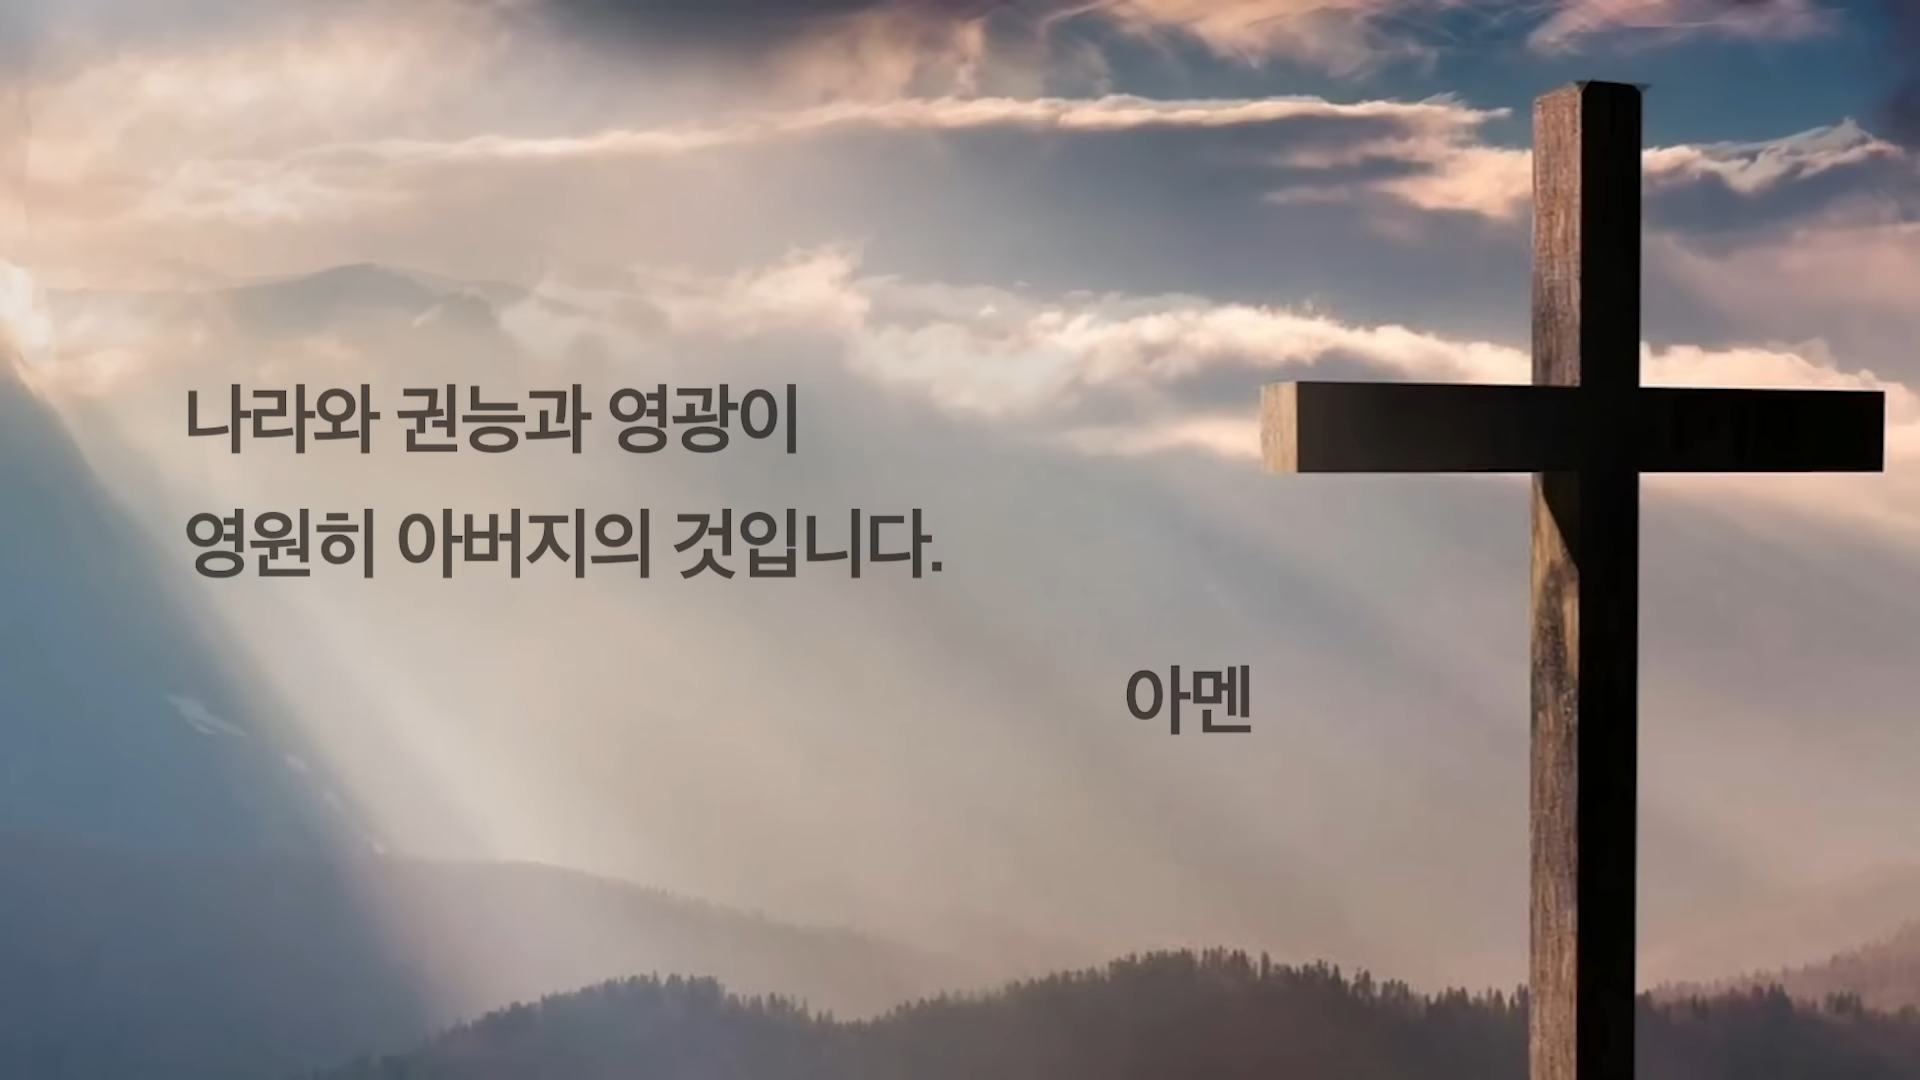 나라와 권능과 영광이
영원히 아버지의 것입니다.
아멘